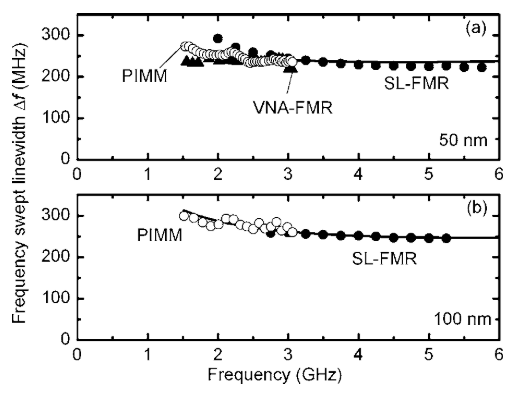 300
(a)
200
PIMM
VNA-FMR
SL-FMR
100
50 nm
0
0 1 2 3 4 5 6
Frequency swept linewidth Δf (MHz)
(b)
300
PIMM
SL-FMR
200
100
100 nm
0
0 1 2 3 4 5 6
Frequency (GHz)